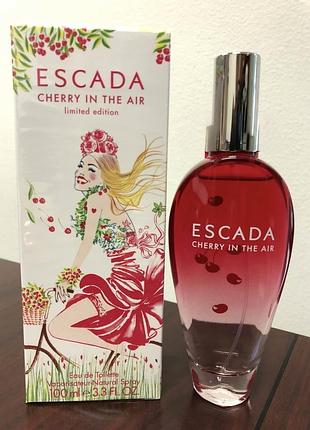 ESCADA
CHERRY IN THE AIR
limited edition
Eau de Toilette
Vaporisateur-Natural Spray
100 ml e 3.3 FL.OZ.
ESCADA
CHERRY IN THE AIR